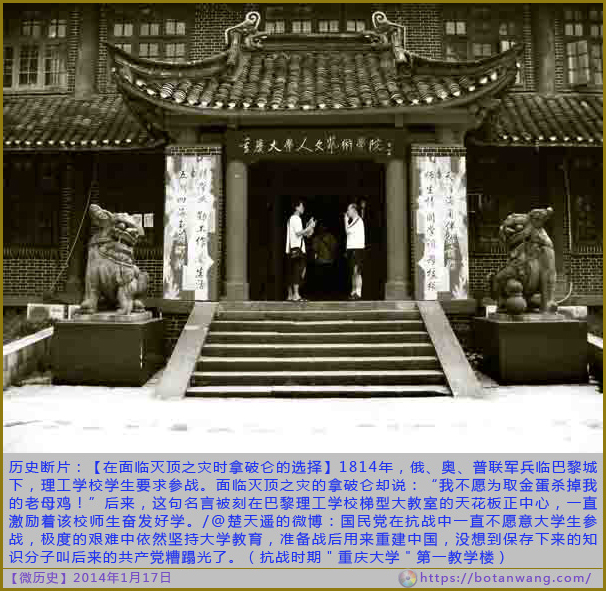 重慶大學人文藝術學院
历史断片：【在面临灭顶之灾时拿破仑的选择】1814年，俄、奥、普联军兵临巴黎城
下，理工学校学生要求参战。面临灭顶之灾的拿破仑却说：“我不愿为取金蛋杀掉我
的老母鸡！”后来，这句名言被刻在巴黎理工学校梯型大教室的天花板正中心，一直
激励着该校师生奋发好学。/@楚天遥的微博：国民党在抗战中一直不愿意大学生参
战，极度的艰难中依然坚持大学教育，准备战后用来重建中国，没想到保存下来的知
识分子叫后来的共产党糟蹋光了。（抗战时期＂重庆大学＂第一教学楼）
【微历史】2014年1月17日
https://botanwang.com/